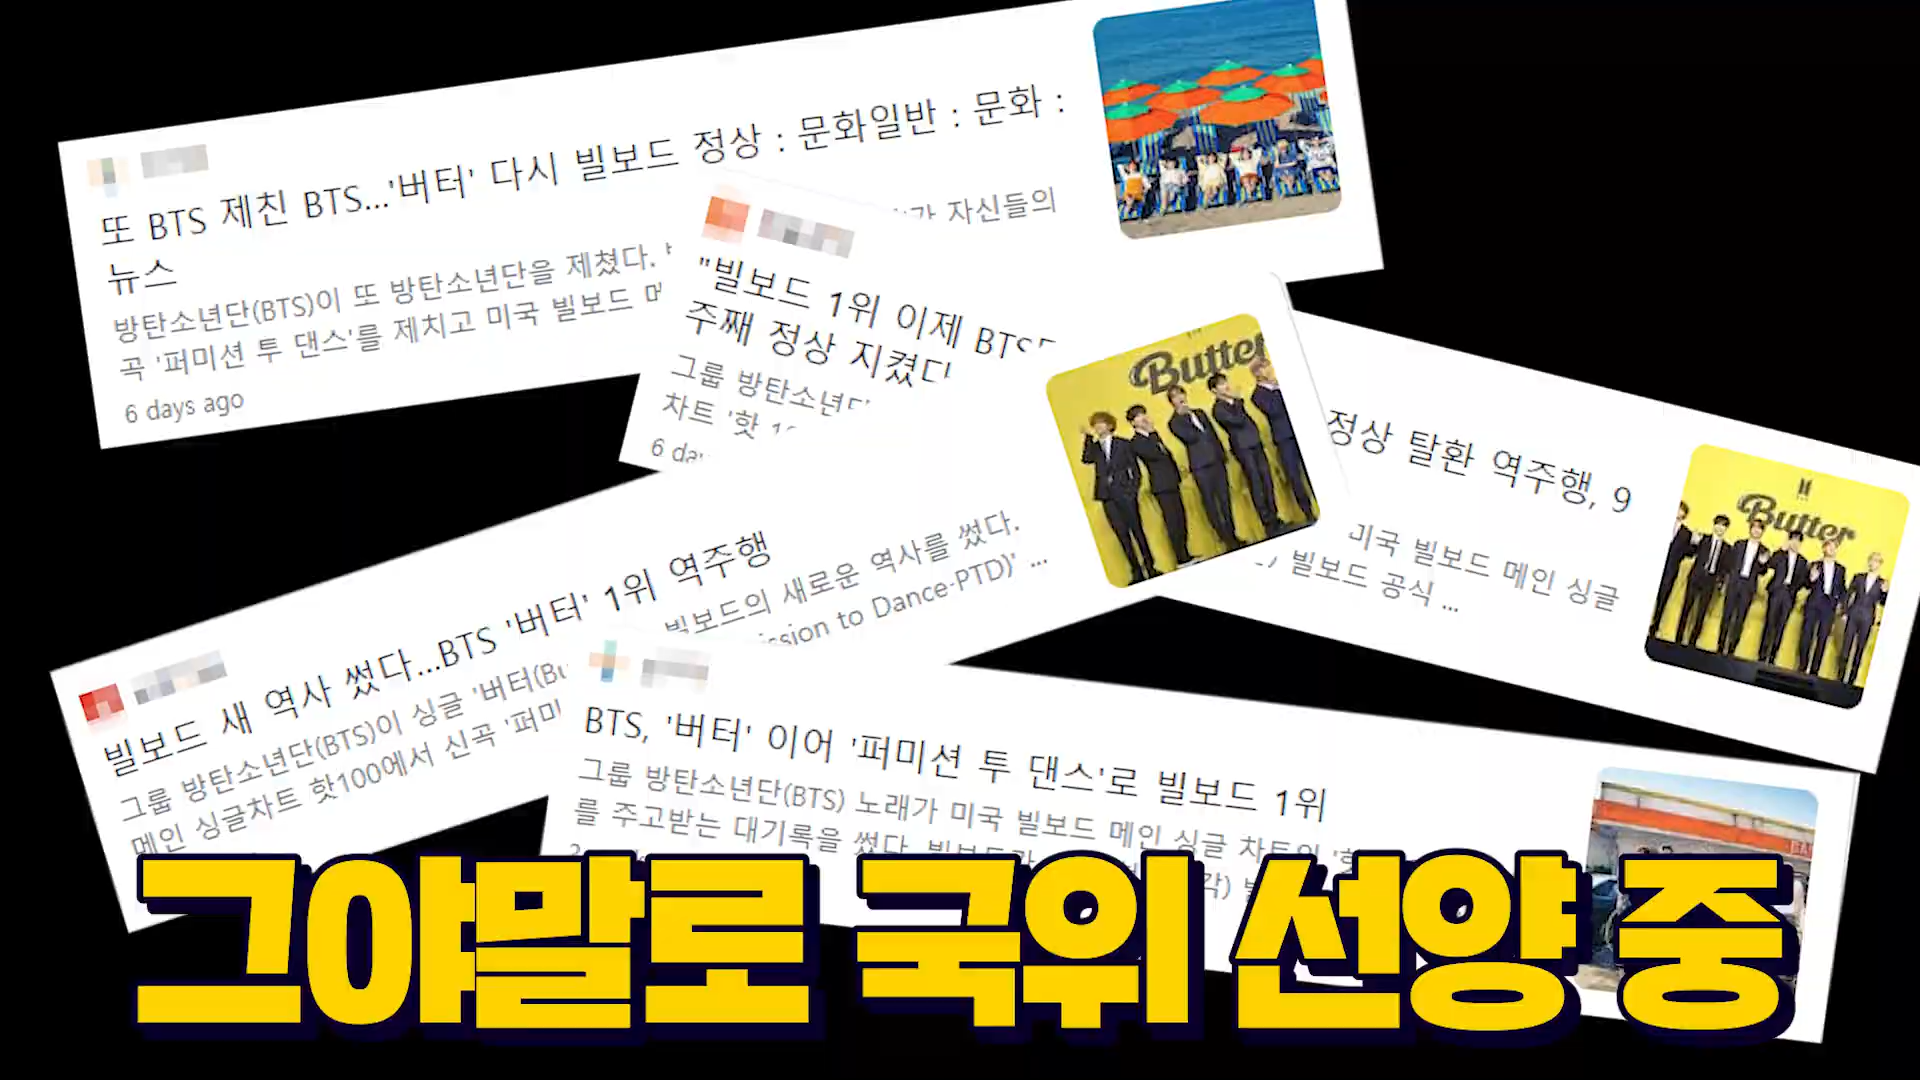 또 BTS 제친 BTS...'버터' 다시 빌보드 정상 : 문화일반 : 문화 :
뉴스
방탄소년단(BTS)이 또 방탄소년단을 제쳤다.
자신들의
곡 '퍼미션 투 댄스'를 제치고 미국 빌보드
6 days ago
"빌보드 1위 이제 BTS
주째 정상 지켰다
그룹 방탄소년
차트 '핫
6
Butter
정상 탈환 역주행, 9
미국 빌보드 메인 싱글
빌보드 공식 ...
Butter
빌보드 새 역사 썼다...BTS '버터' 1위 역주행
그룹 방탄소년단(BTS)이 싱글 '버터(Bu
빌보드의 새로운 역사를 썼다.
메인 싱글차트 핫100에서 신곡 '퍼미
ssion to Dance-PTD)' ...
BTS, '버터' 이어 '퍼미션 투 댄스'로 빌보드 1위
그룹 방탄소년단(BTS) 노래가 미국 빌보드 메인 싱글 차트의
를 주고받는 대기록을 썼다.
그야말로 국위 선양 중